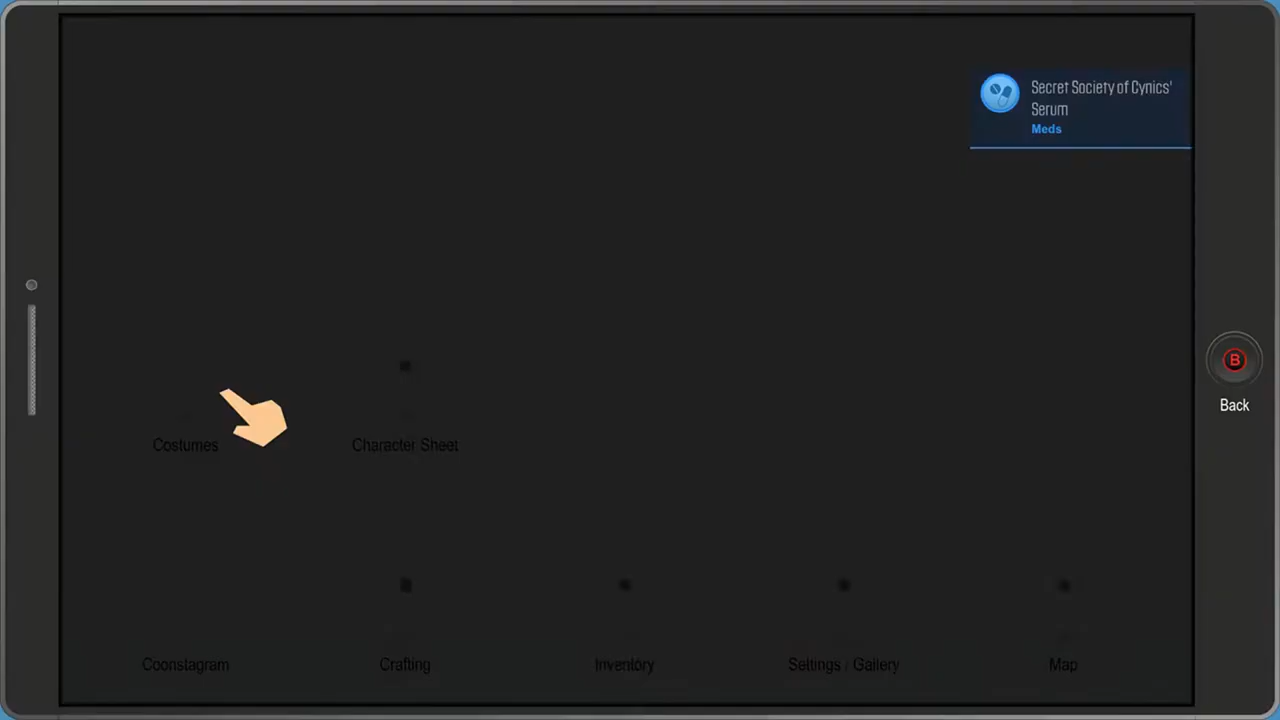 Secret Society of Cynics'
Serum
Meds
B
Back
Costumes
Character Sheet
Coonstagram
Crafting
Inventory
Settings / Gallery
Map